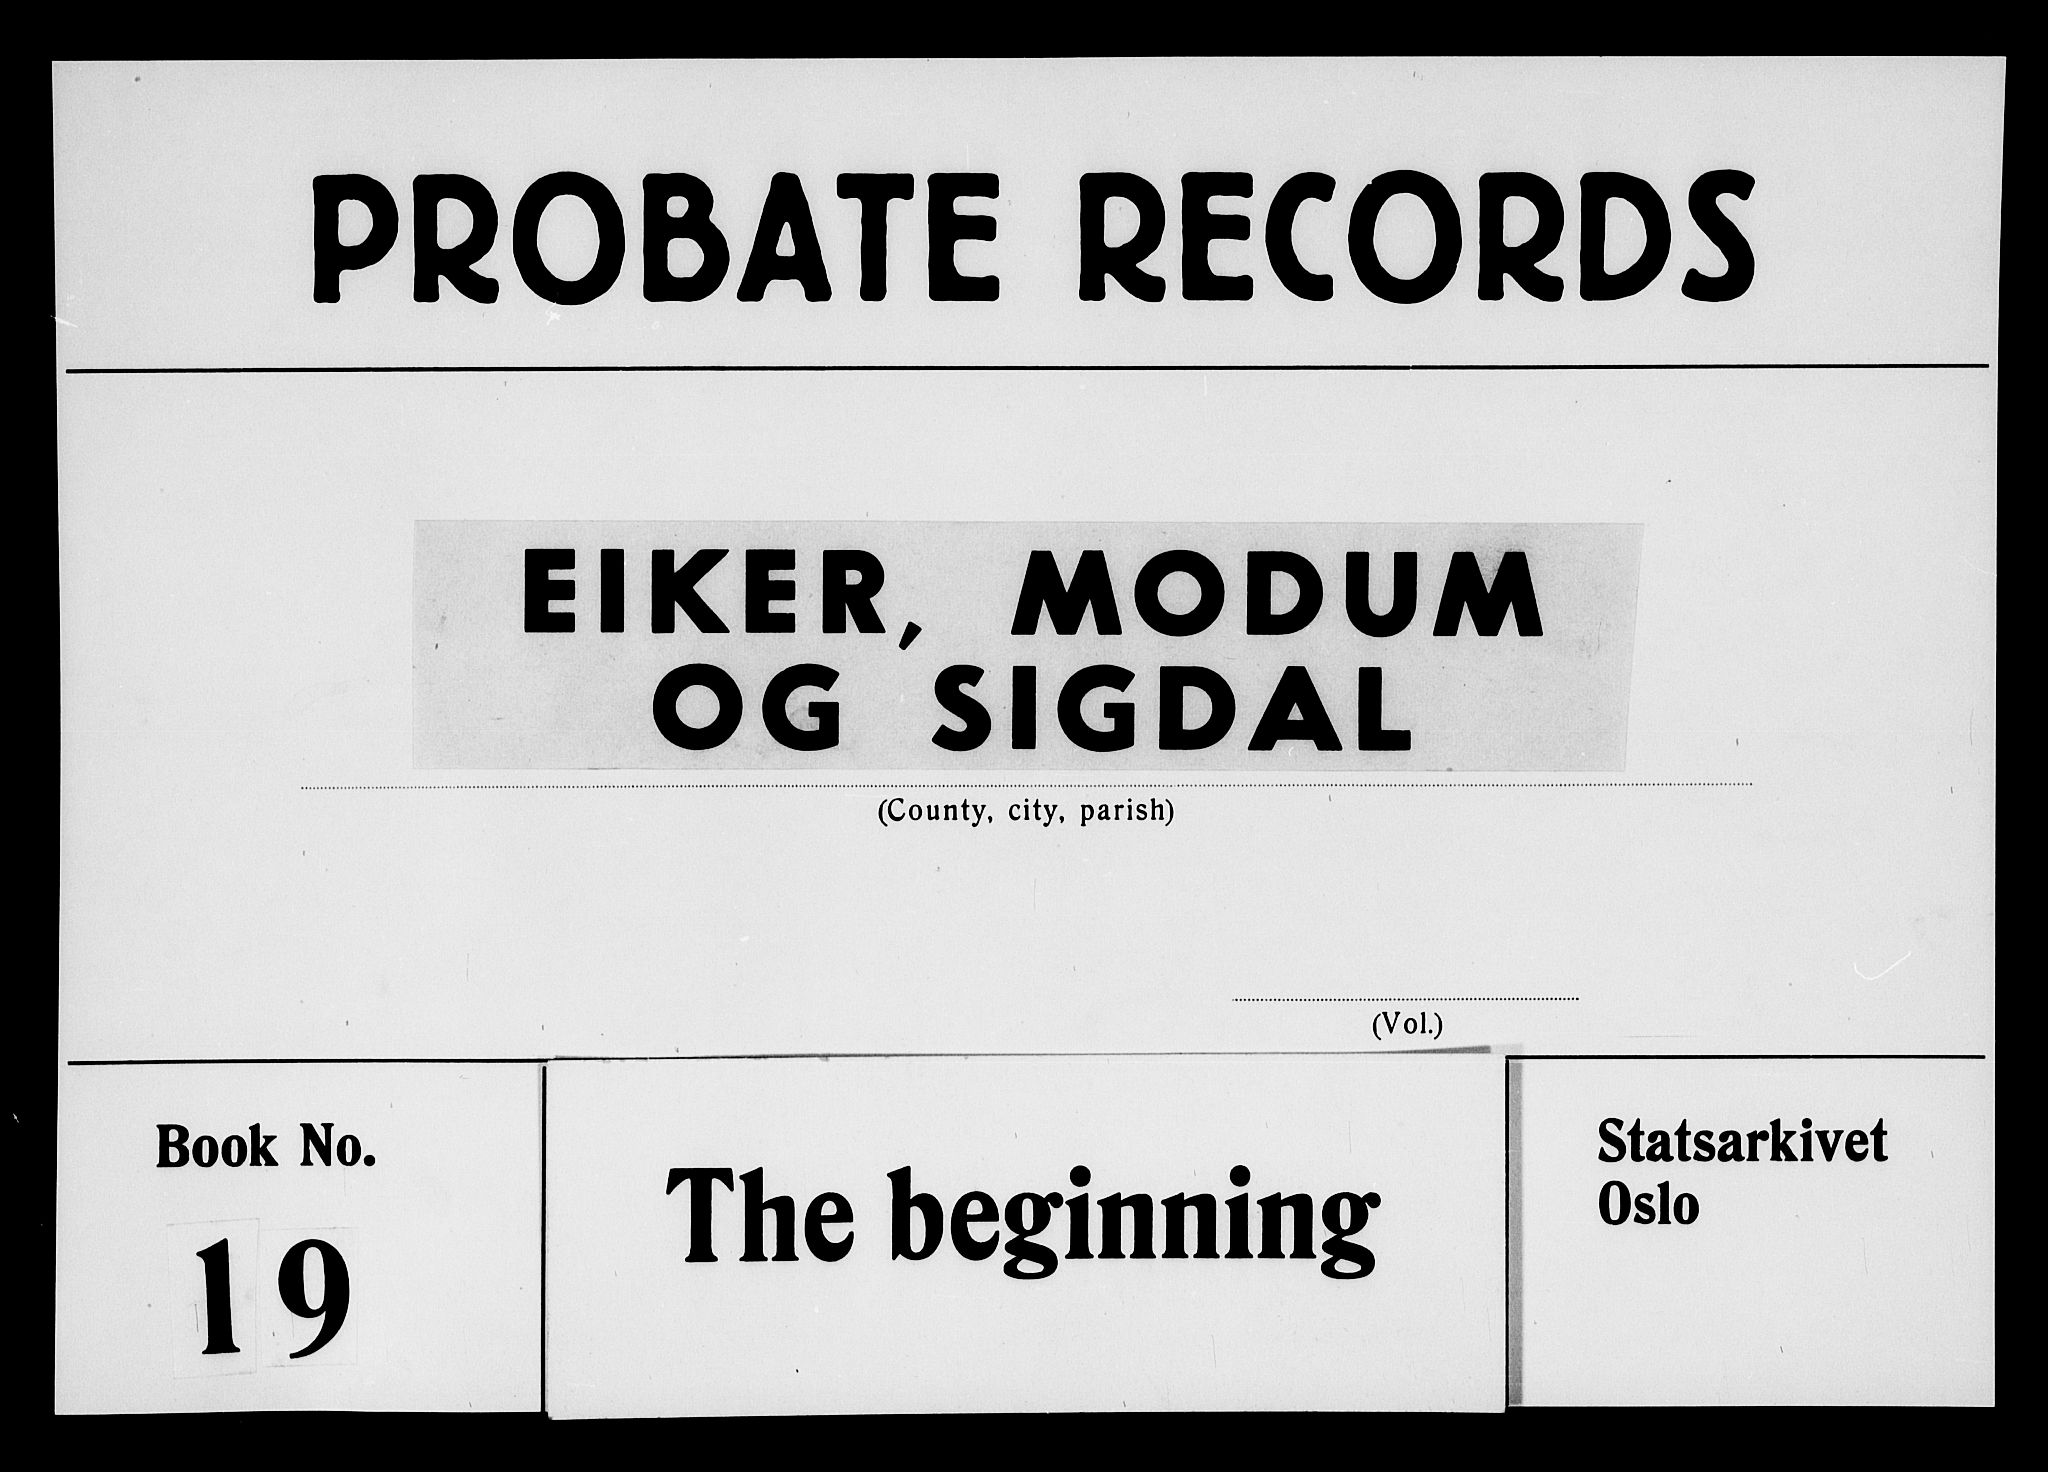 PROBATE RECORDS
EIKER, MODUM
OG SIGDAL
(County, city, parish)
(Vol.)
Book No.
19
The beginning
Statsarkivet
Oslo